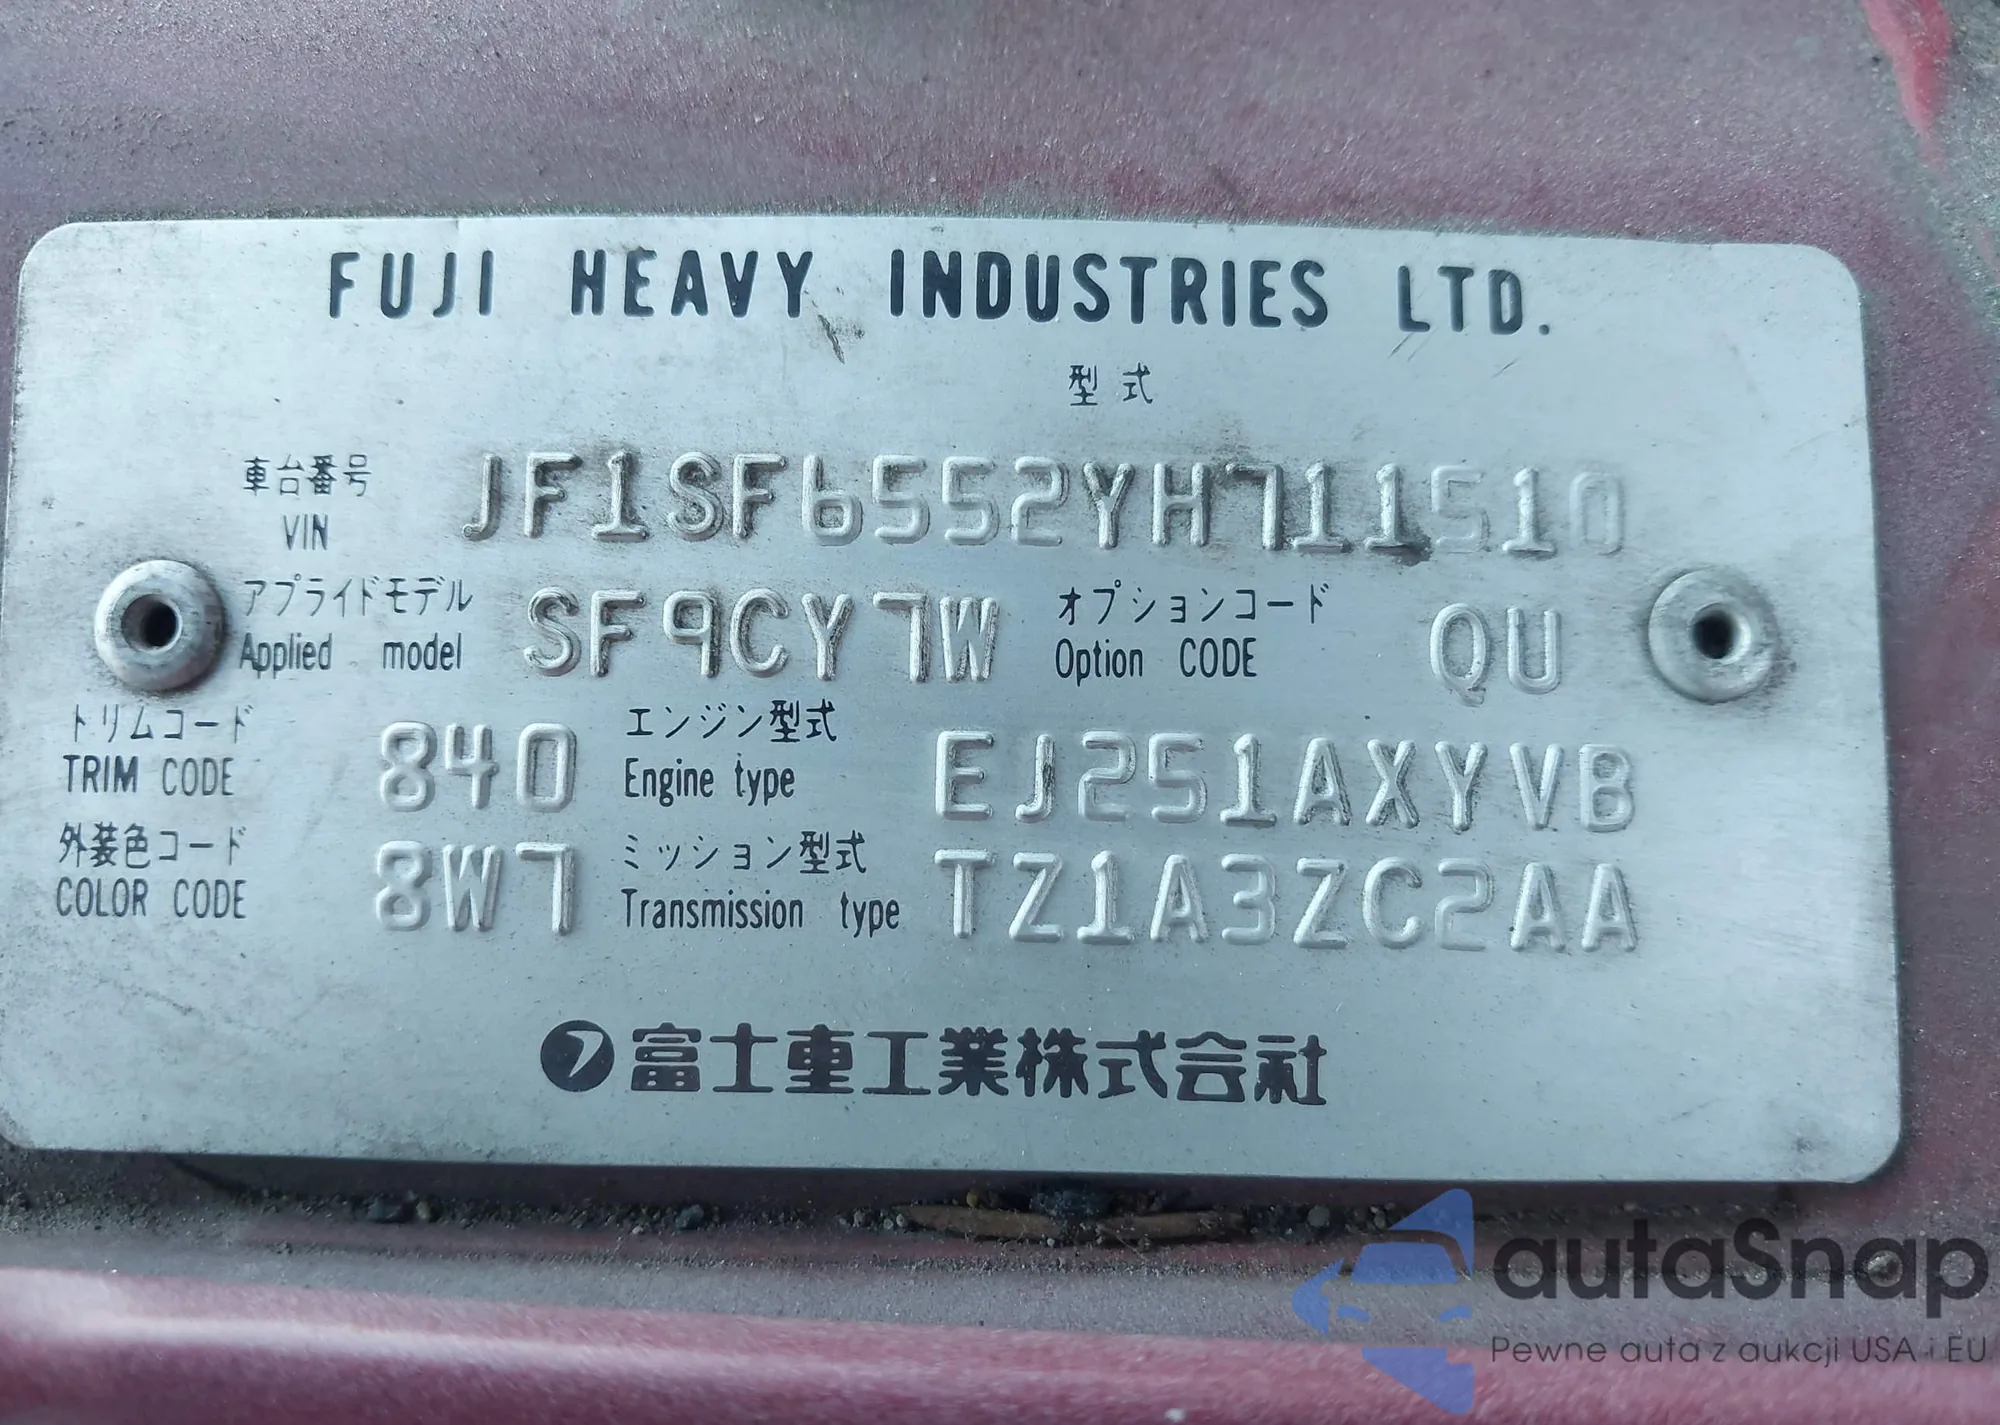 FUJI HEAVY INDUSTRIES LTD.
型式
車台番号
VIN
JF1SF6552YH711510
アプライドモデル
Applied model
SF9CY7W
オプションコード
Option CODE
QU
トリムコード
TRIM CODE
840
エンジン型式
Engine type
EJ251AXYVB
外装色コード
COLOR CODE
8W7
ミッション型式
Transmission type
TZ1A3ZC2AA
富士重工業株式会社
autaSnap
Pewne auta z aukcji USA i EU